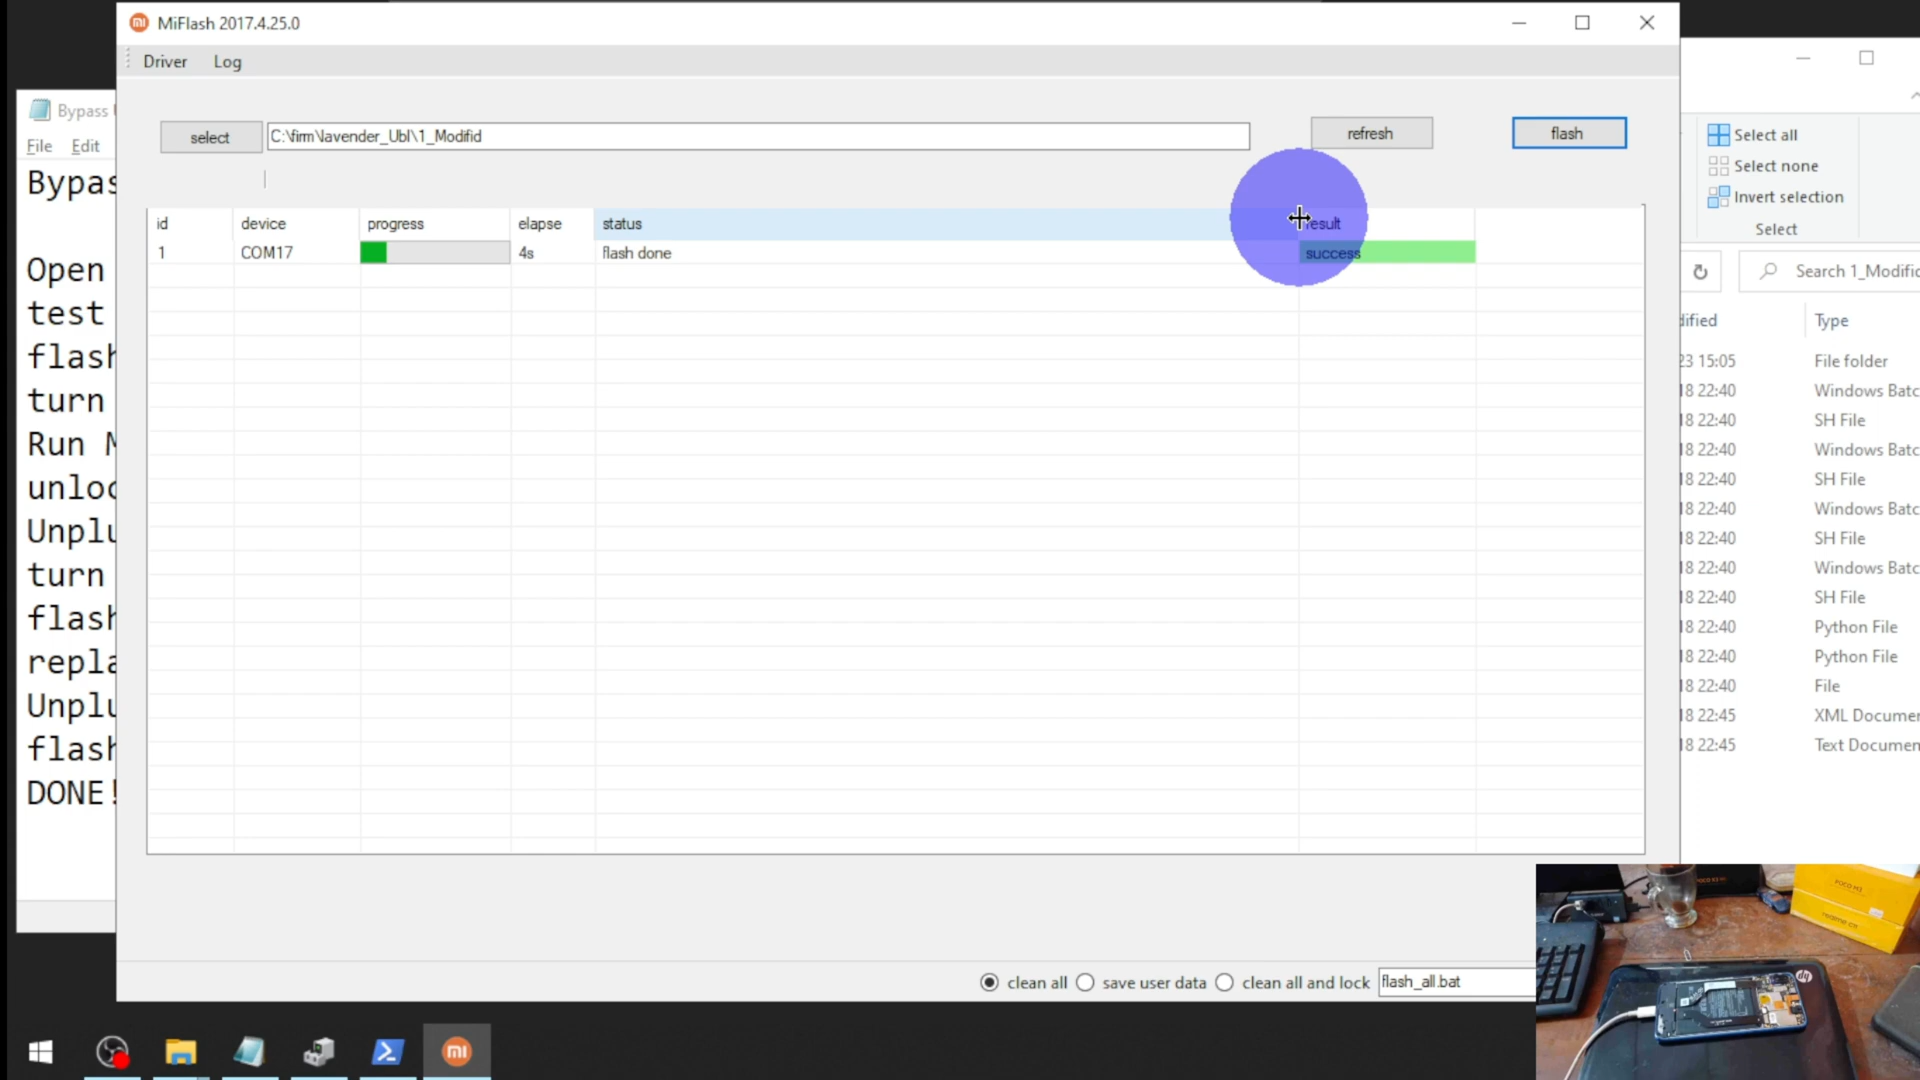 MiFlash 2017.4.25.0
Driver Log
Bypass
File Edit
select C:\firm\lavender_Ubl\1_Modifid refresh flash
Select all
Select none
Invert selection
Select
Bypas
id device progress elapse status result
1 COM17 4s flash done success
Open
test
flash
turn
Run M
unloc
Unplu
turn
flash
repla
Unplu
flash
DONE!
Search 1_Modific
dified Type
23 15:05 File folder
18 22:40 Windows Batc
18 22:40 SH File
18 22:40 Windows Batc
18 22:40 SH File
18 22:40 Windows Batc
18 22:40 SH File
18 22:40 Windows Batc
18 22:40 SH File
18 22:40 Python File
18 22:40 Python File
18 22:40 File
18 22:45 XML Documen
18 22:45 Text Documen
clean all save user data clean all and lock flash_all.bat
hp